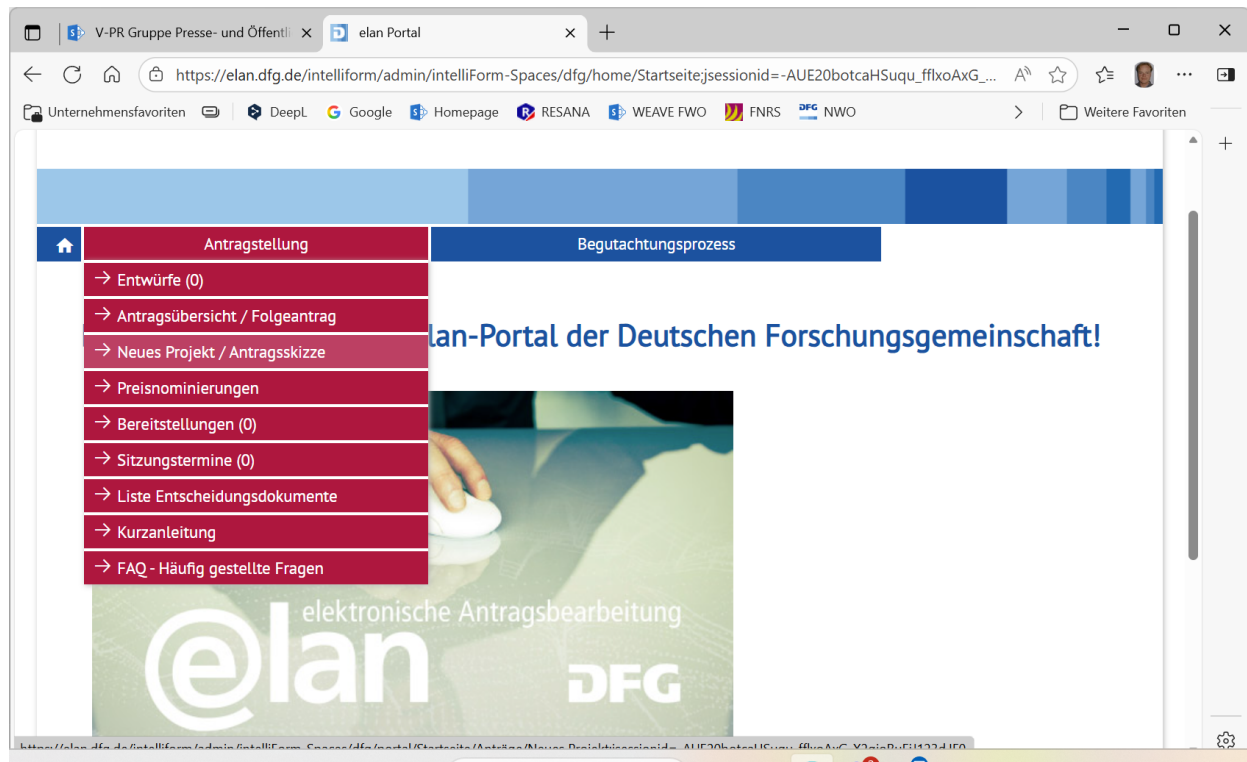 V-PR Gruppe Presse- und Öffentli
elan Portal
https://elan.dfg.de/intelliform/admin/intelliForm-Spaces/dfg/home/Startseite;jsessionid=-AUE20botcaHSuqu_fflxoAxG_...
Unternehmensfavoriten
DeepL
Google
Homepage
RESANA
WEAVE FWO
FNRS
NWO
Weitere Favoriten
Antragstellung
Begutachtungsprozess
Entwürfe (0)
Antragsübersicht / Folgeantrag
lan-Portal der Deutschen Forschungsgemeinschaft!
Neues Projekt / Antragsskizze
Preisnominierungen
Bereitstellungen (0)
Sitzungstermine (0)
Liste Entscheidungsdokumente
Kurzanleitung
FAQ - Häufig gestellte Fragen
elektronische Antragsbearbeitung
@lan
DFG